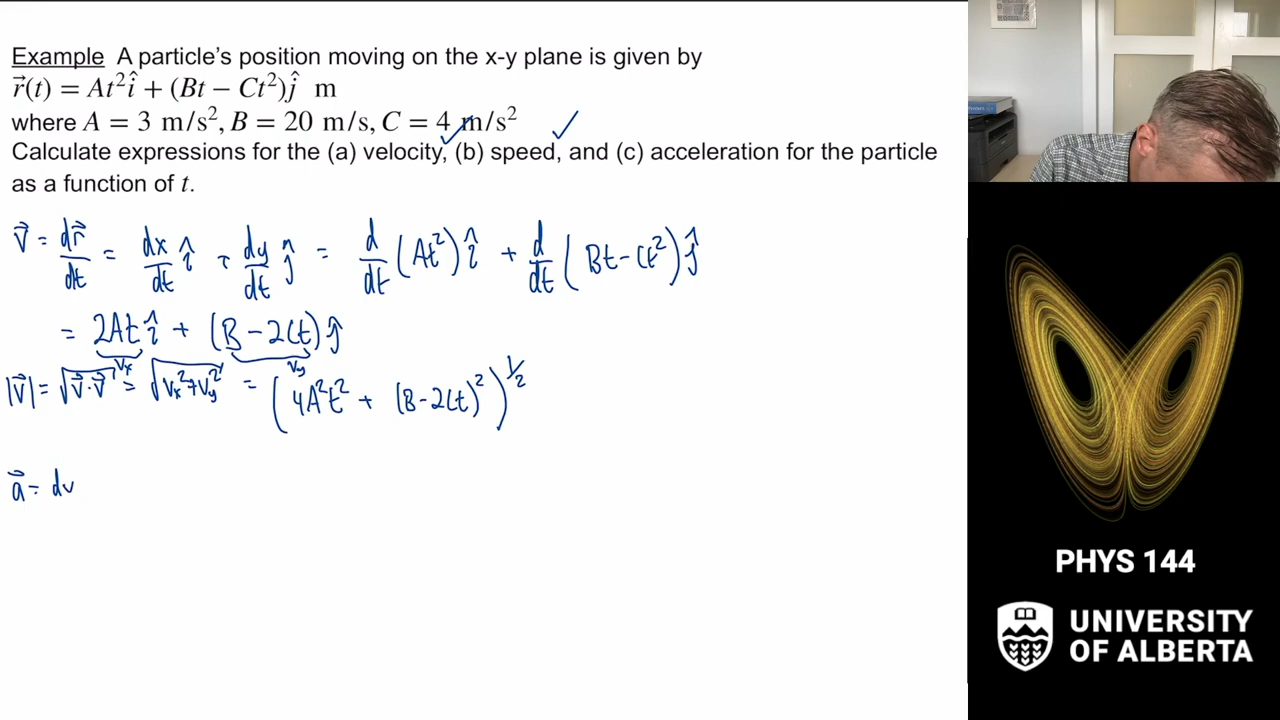 Example A particle's position moving on the x-y plane is given by
r⃗(t) = At²î + (Bt − Ct²)ĵ m
where A = 3 m/s², B = 20 m/s, C = 4 m/s²
Calculate expressions for the (a) velocity, (b) speed, and (c) acceleration for the particle
as a function of t.
v⃗ = dr⃗/dt = dx/dt î + dy/dt ĵ = d/dt (At²) î + d/dt (Bt − Ct²) ĵ
= 2At î + (B − 2Ct) ĵ
vx vy
|v⃗| = √(v⃗·v⃗) = √(vx² + vy²) = (4A²t² + (B − 2Ct)²)^1/2
a⃗ = dv
PHYS 144
UNIVERSITY
OF ALBERTA